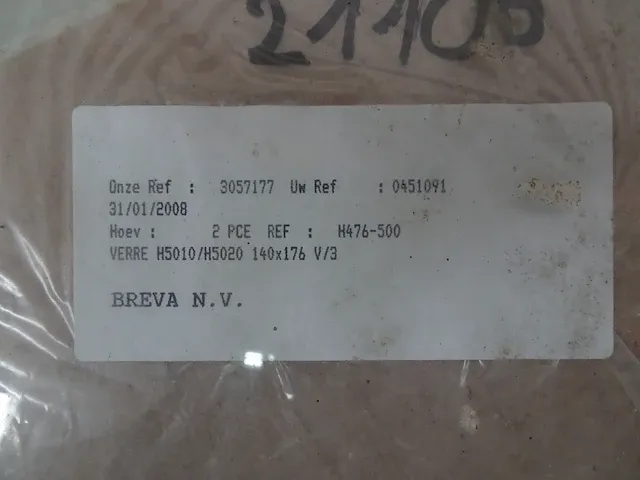 Onze Ref : 3057177 Uw Ref : 0451091
31/01/2008
Hoev : 2 PCE REF : H476-500
VERRE H5010/H5020 140x176 V/3
BREVA N.V.